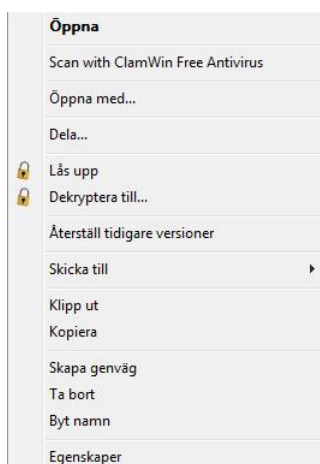 Öppna
Scan with ClamWin Free Antivirus
Öppna med...
Dela...
Lås upp
Dekryptera till...
Återställ tidigare versioner
Skicka till
Klipp ut
Kopiera
Skapa genväg
Ta bort
Byt namn
Egenskaper